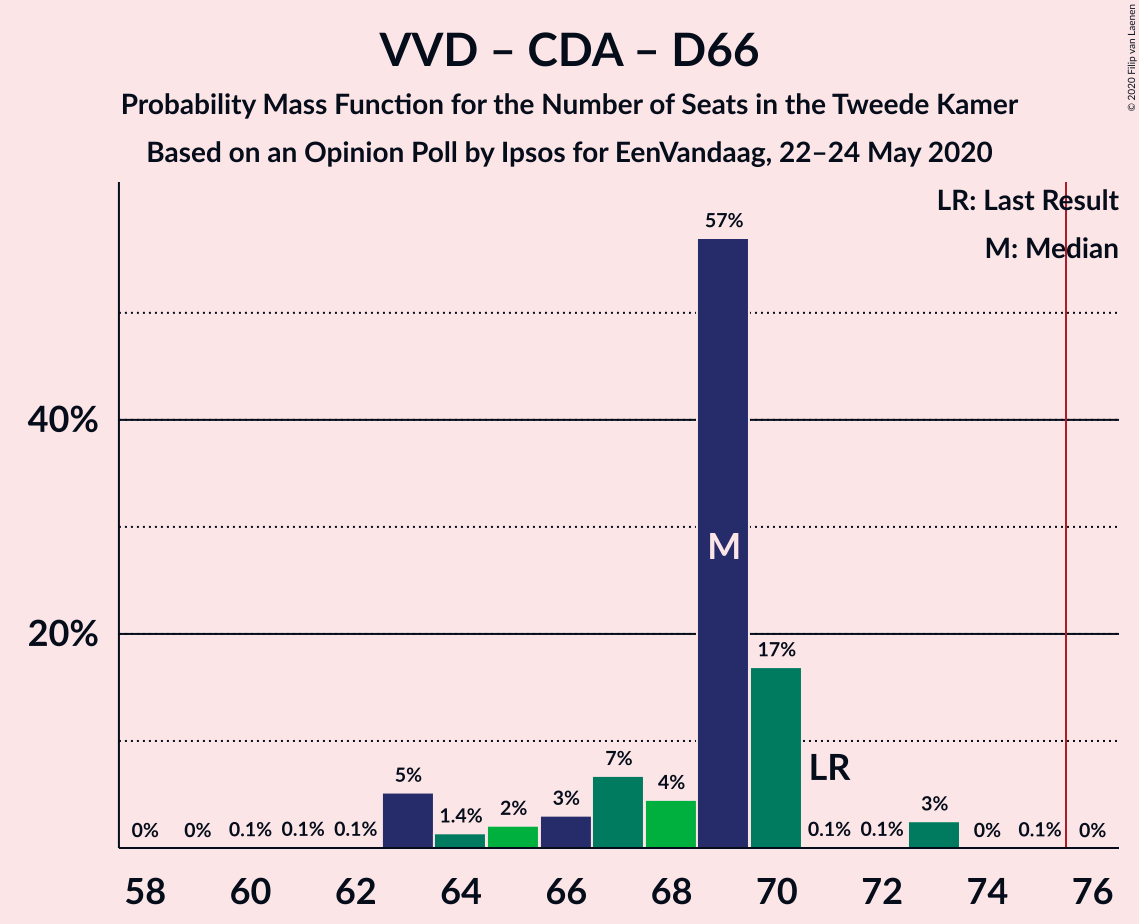 © 2020 Filip van Laenen
VVD – CDA – D66
Probability Mass Function for the Number of Seats in the Tweede Kamer
Based on an Opinion Poll by Ipsos for EenVandaag, 22–24 May 2020
LR: Last Result
M: Median
57%
40%
M
20%
17%
LR
7%
5%
4%
3%
3%
2%
1.4%
0% 0% 0.1% 0.1% 0.1% 0.1% 0.1% 0% 0.1% 0%
58 60 62 64 66 68 70 72 74 76